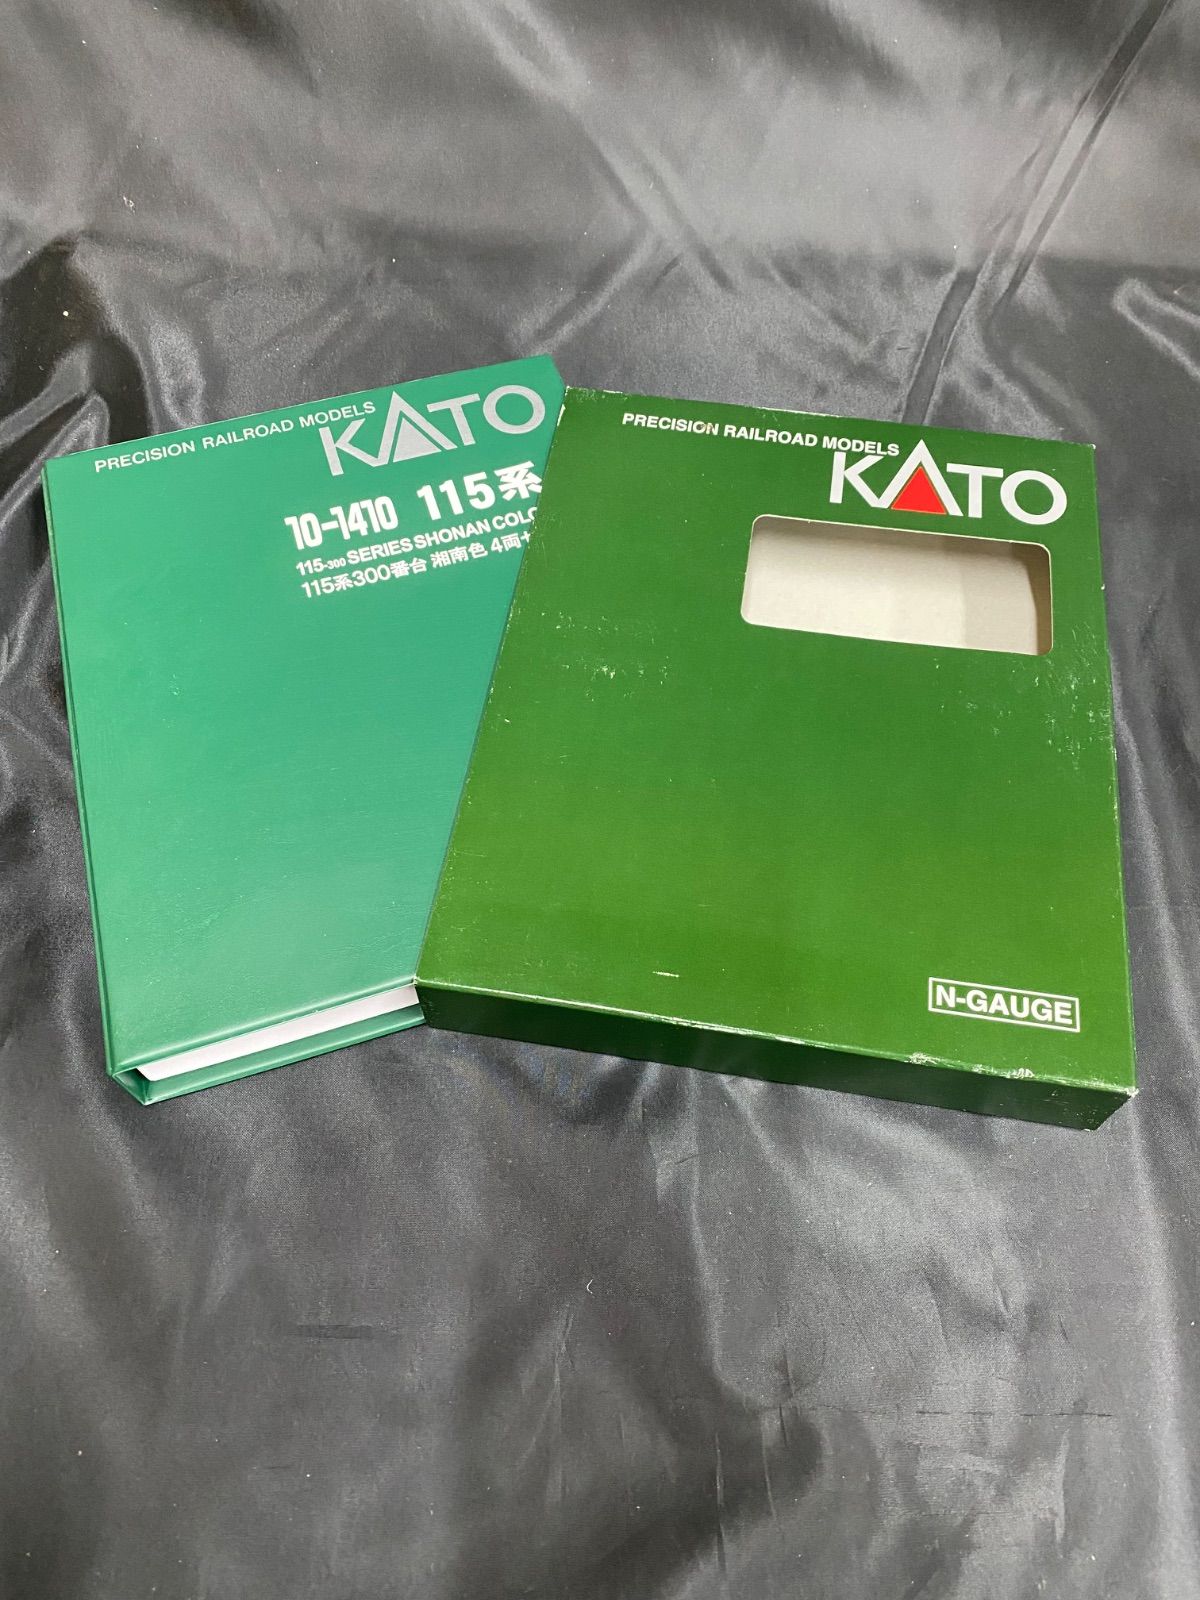 PRECISION RAILROAD MODELS
KATO
10-1410 115系
115-300 SERIES SHONAN COLO
115系300番台 湘南色 4両
PRECISION RAILROAD MODELS
KATO
N-GAUGE